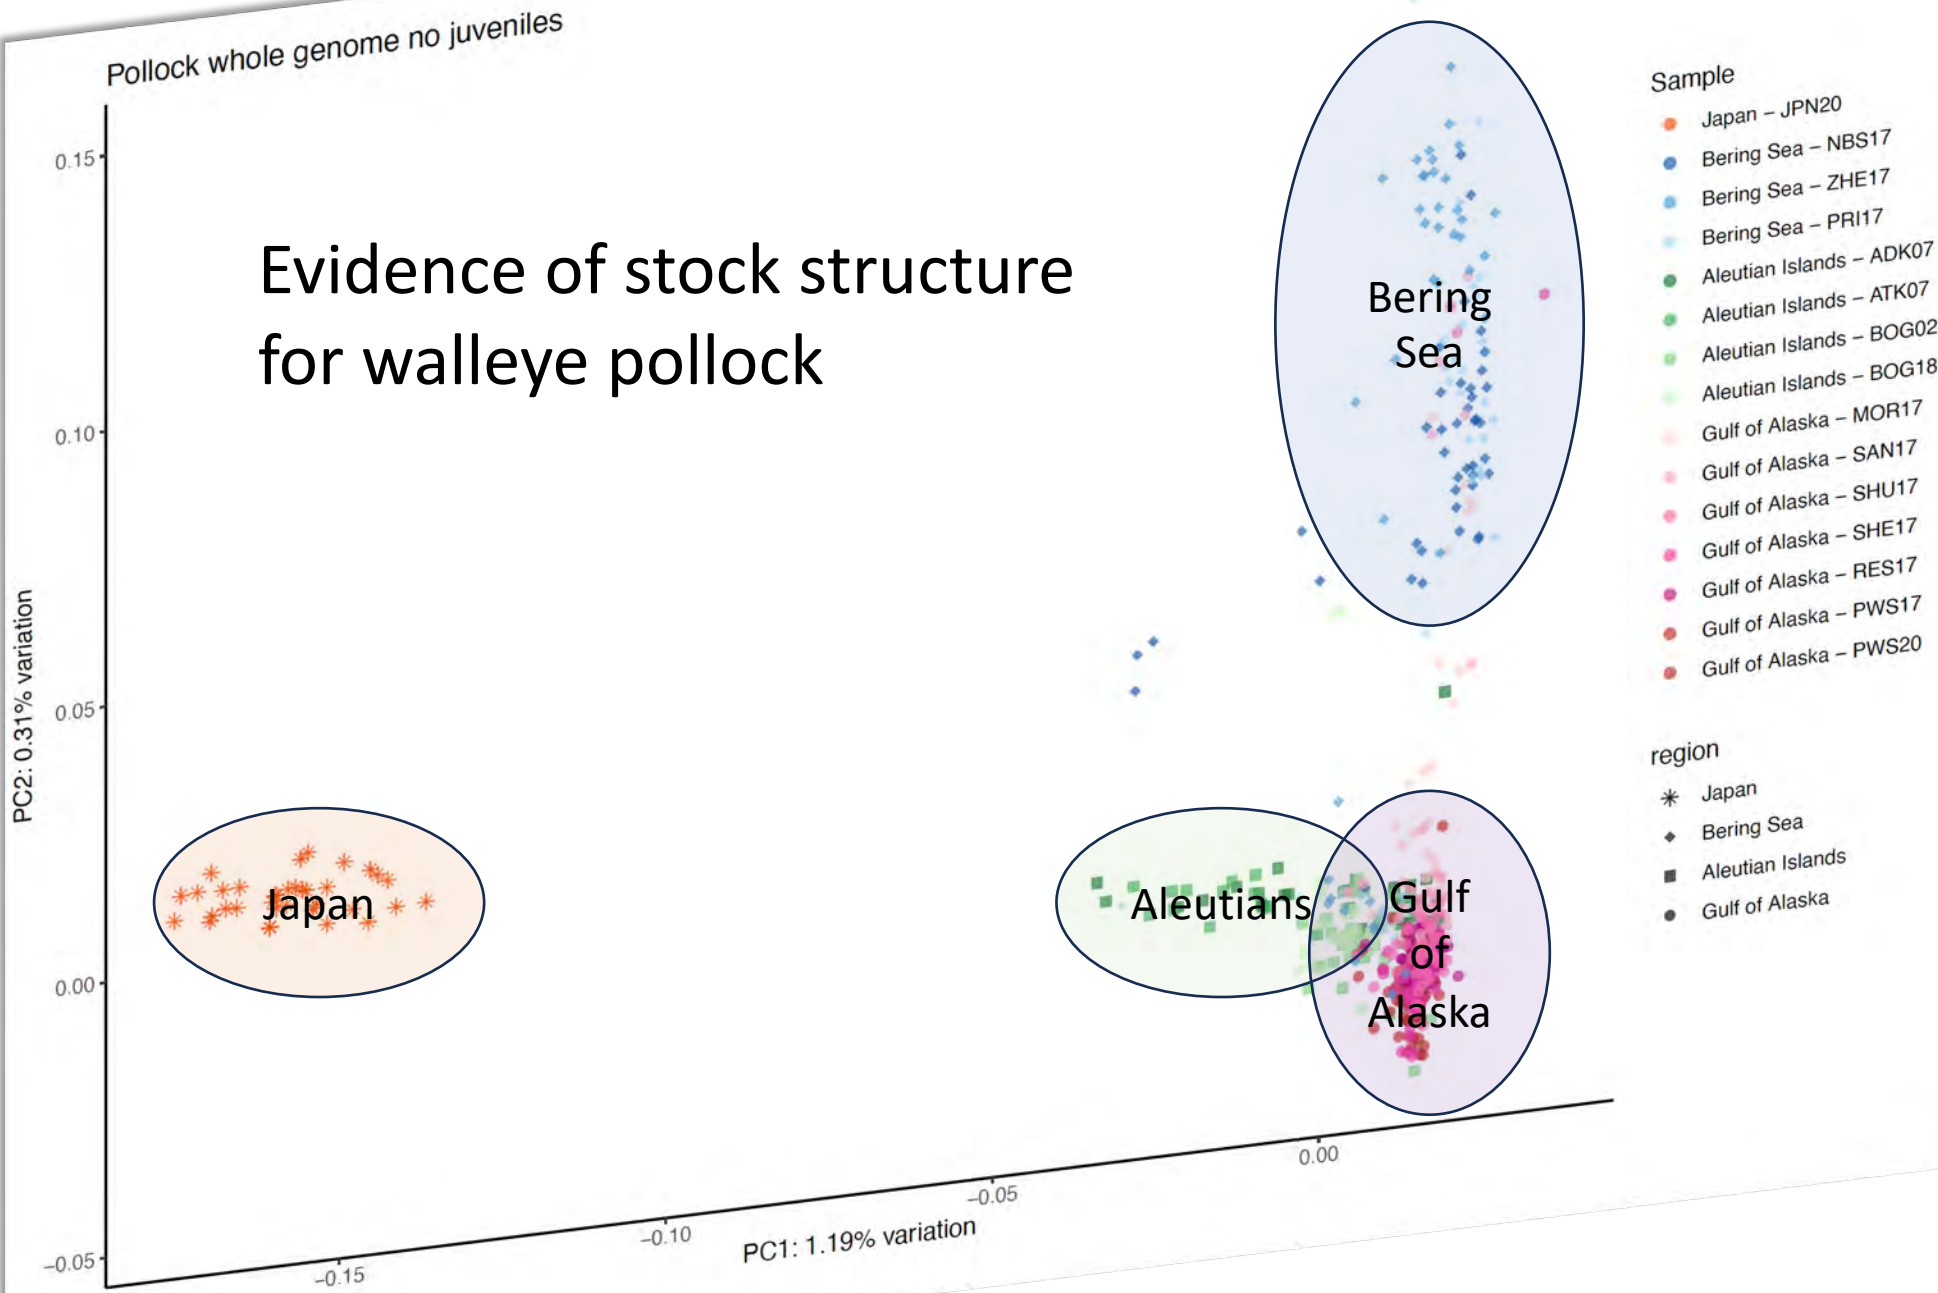 Pollock whole genome no juveniles
Evidence of stock structure
for walleye pollock
PC2: 0.31% variation
0.15
0.10
0.05
0.00
−0.05
−0.15
−0.10
−0.05
0.00
PC1: 1.19% variation
Japan
Aleutians
Gulf
of
Alaska
Bering
Sea
Sample
Japan – JPN20
Bering Sea – NBS17
Bering Sea – ZHE17
Bering Sea – PRI17
Aleutian Islands – ADK07
Aleutian Islands – ATK07
Aleutian Islands – BOG02
Aleutian Islands – BOG18
Gulf of Alaska – MOR17
Gulf of Alaska – SAN17
Gulf of Alaska – SHU17
Gulf of Alaska – SHE17
Gulf of Alaska – RES17
Gulf of Alaska – PWS17
Gulf of Alaska – PWS20
region
Japan
Bering Sea
Aleutian Islands
Gulf of Alaska